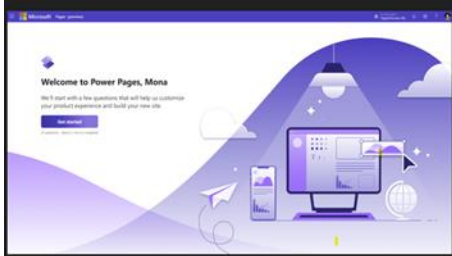 Microsoft Power Pages
Welcome to Power Pages, Mona
We'll start with a few questions that will help us customize
your product experience and build your new site.
Get started